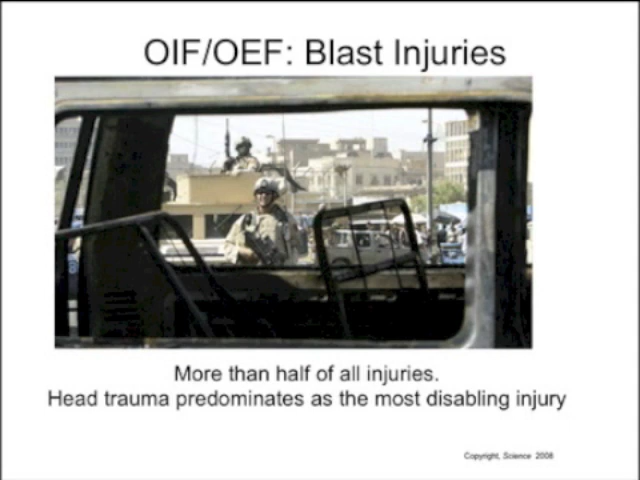 OIF/OEF: Blast Injuries
More than half of all injuries.
Head trauma predominates as the most disabling injury
Copyright, Science 2008